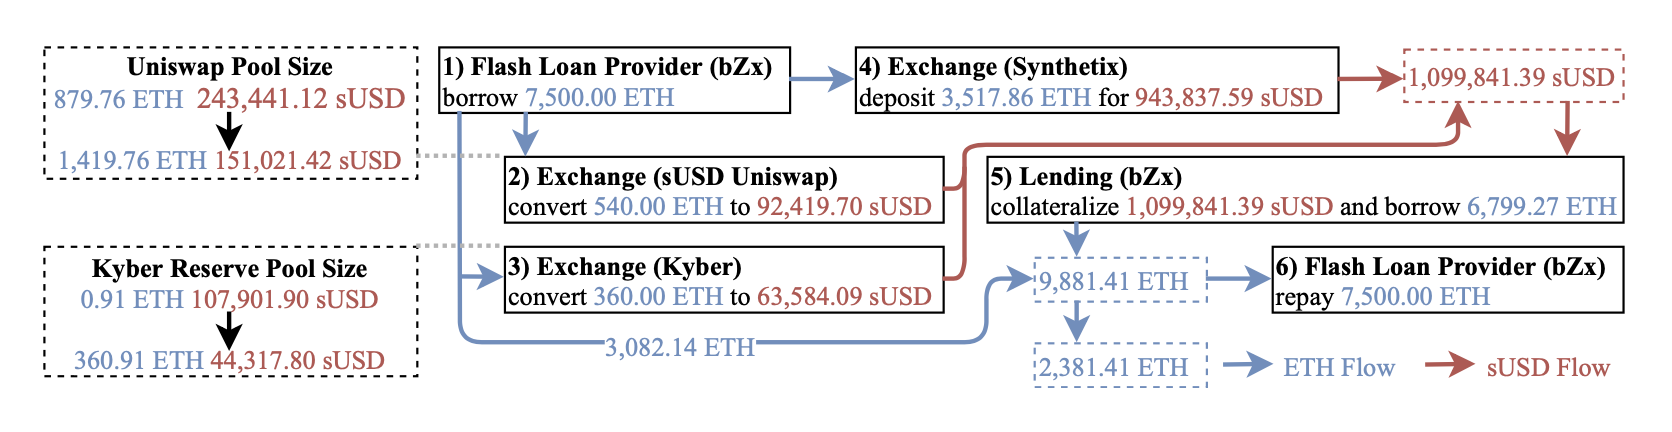 Uniswap Pool Size
879.76 ETH 243,441.12 sUSD
1,419.76 ETH 151,021.42 sUSD
Kyber Reserve Pool Size
0.91 ETH 107,901.90 sUSD
360.91 ETH 44,317.80 sUSD
1) Flash Loan Provider (bZx)
borrow 7,500.00 ETH
2) Exchange (sUSD Uniswap)
convert 540.00 ETH to 92,419.70 sUSD
3) Exchange (Kyber)
convert 360.00 ETH to 63,584.09 sUSD
3,082.14 ETH
4) Exchange (Synthetix)
deposit 3,517.86 ETH for 943,837.59 sUSD
1,099,841.39 sUSD
5) Lending (bZx)
collateralize 1,099,841.39 sUSD and borrow 6,799.27 ETH
9,881.41 ETH
6) Flash Loan Provider (bZx)
repay 7,500.00 ETH
2,381.41 ETH
ETH Flow
sUSD Flow